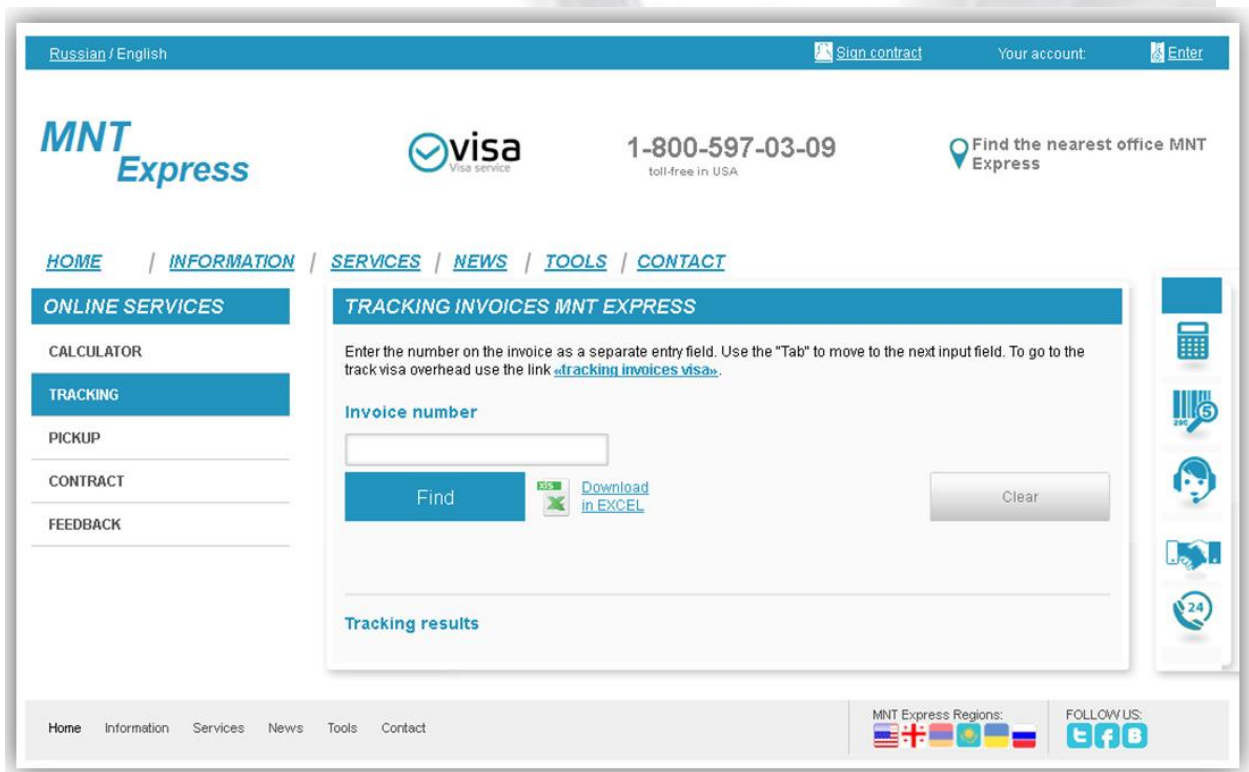 Russian / English
Sign contract
Your account:
Enter
MNT
Express
visa
Visa service
1-800-597-03-09
toll-free in USA
Find the nearest office MNT
Express
HOME / INFORMATION / SERVICES / NEWS / TOOLS / CONTACT
ONLINE SERVICES
CALCULATOR
TRACKING
PICKUP
CONTRACT
FEEDBACK
TRACKING INVOICES MNT EXPRESS
Enter the number on the invoice as a separate entry field. Use the "Tab" to move to the next input field. To go to the
track visa overhead use the link «tracking invoices visa».
Invoice number
Find
xls
X
Download
in EXCEL
Clear
Tracking results
5
24
Home Information Services News Tools Contact
MNT Express Regions:
FOLLOW US: